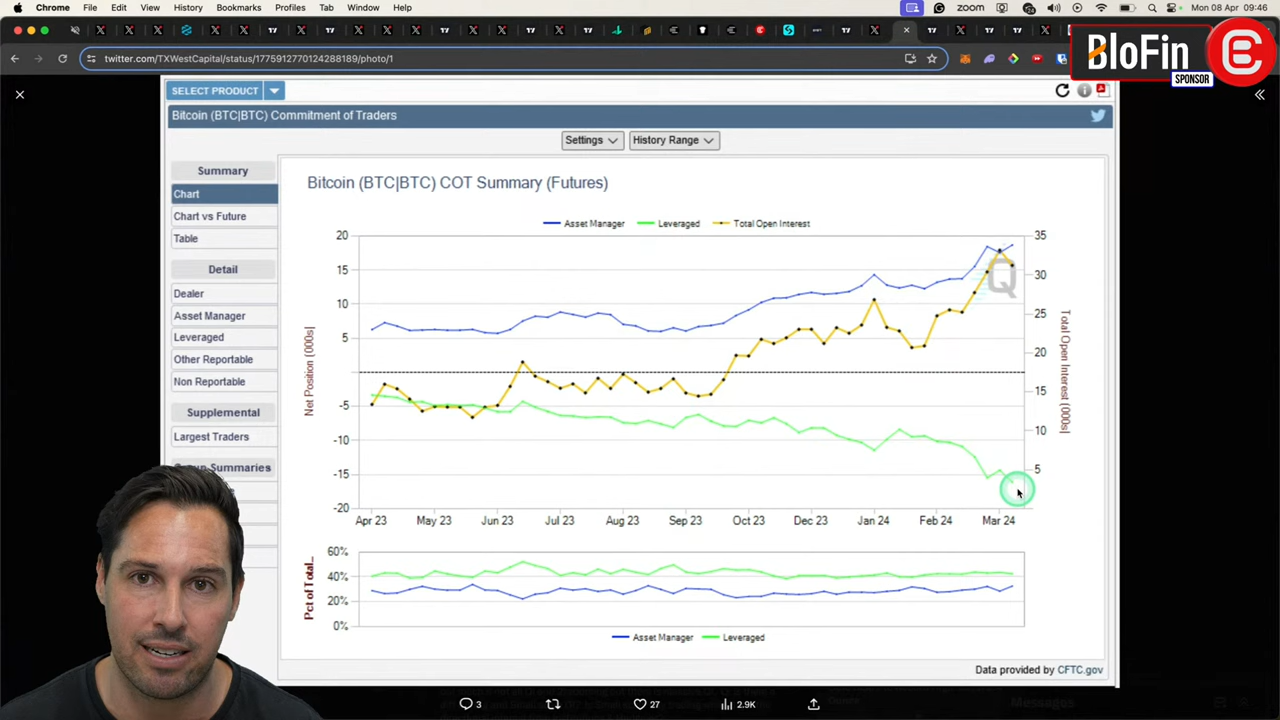 Chrome File Edit View History Bookmarks Profiles Tab Window Help
zoom Mon 08 Apr 09:46
twitter.com/TXWestCapital/status/1775912770124288189/photo/1
BloFin
SPONSOR
SELECT PRODUCT
Bitcoin (BTC|BTC) Commitment of Traders
Settings History Range
Summary
Chart
Chart vs Future
Table
Detail
Dealer
Asset Manager
Leveraged
Other Reportable
Non Reportable
Supplemental
Largest Traders
Group Summaries
Bitcoin (BTC|BTC) COT Summary (Futures)
Asset Manager Leveraged Total Open Interest
Net Position (000s)
20
15
10
5
-5
-10
-15
-20
Q
35
30
25
20
15
10
5
Total Open Interest (000s)
Apr 23 May 23 Jun 23 Jul 23 Aug 23 Sep 23 Oct 23 Dec 23 Jan 24 Feb 24 Mar 24
Pct of Total...
60%
40%
20%
0%
Asset Manager Leveraged
Data provided by CFTC.gov
3 27 2.9K